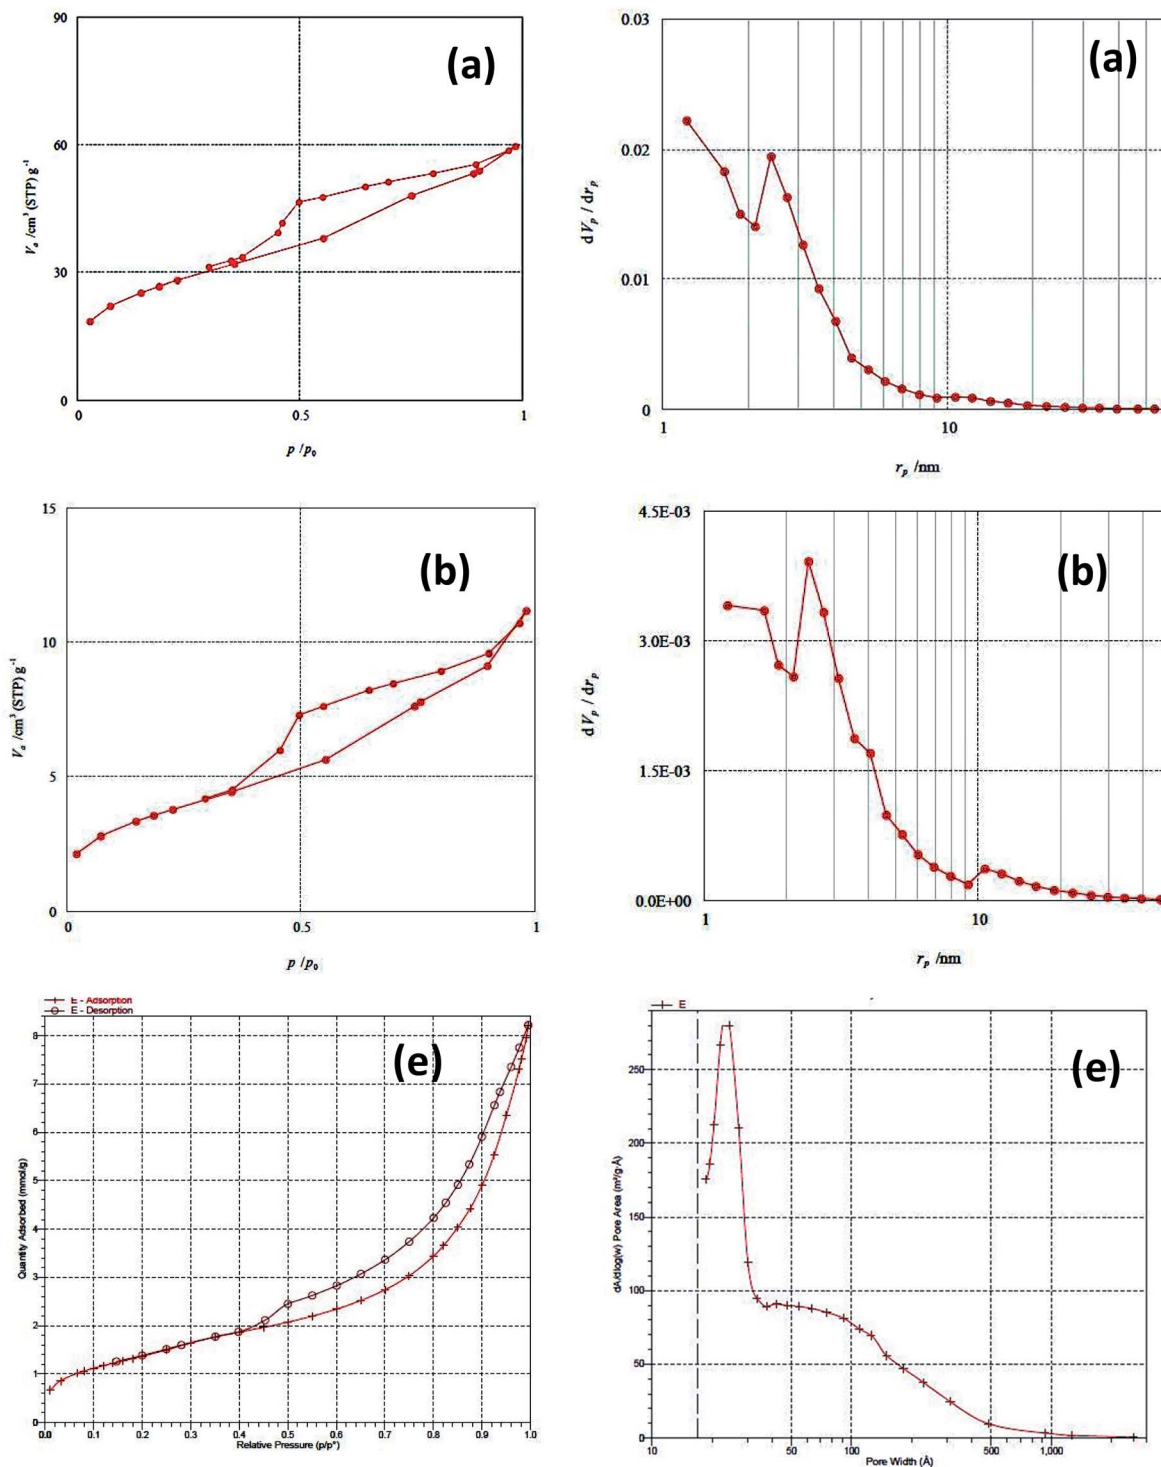 90
60
30
0
V_a /cm³ (STP) g⁻¹
(a)
0
0.5
1
p /p₀
0.03
0.02
0.01
0
dV_p / dr_p
(a)
1
10
r_p /nm
15
10
5
0
V_a /cm³ (STP) g⁻¹
(b)
0
0.5
1
p /p₀
4.5E-03
3.0E-03
1.5E-03
0.0E+00
dV_p / dr_p
(b)
1
10
r_p /nm
E - Adsorption
E - Desorption
8
7
6
5
4
3
2
1
0
Quantity Adsorbed (mmol/g)
(e)
0.0
0.1
0.2
0.3
0.4
0.5
0.6
0.7
0.8
0.9
1.0
Relative Pressure (p/p°)
E
250
200
150
100
50
0
dA/dlog(w) Pore Area (m²/g·Å)
(e)
10
50
100
500
1,000
Pore Width (Å)